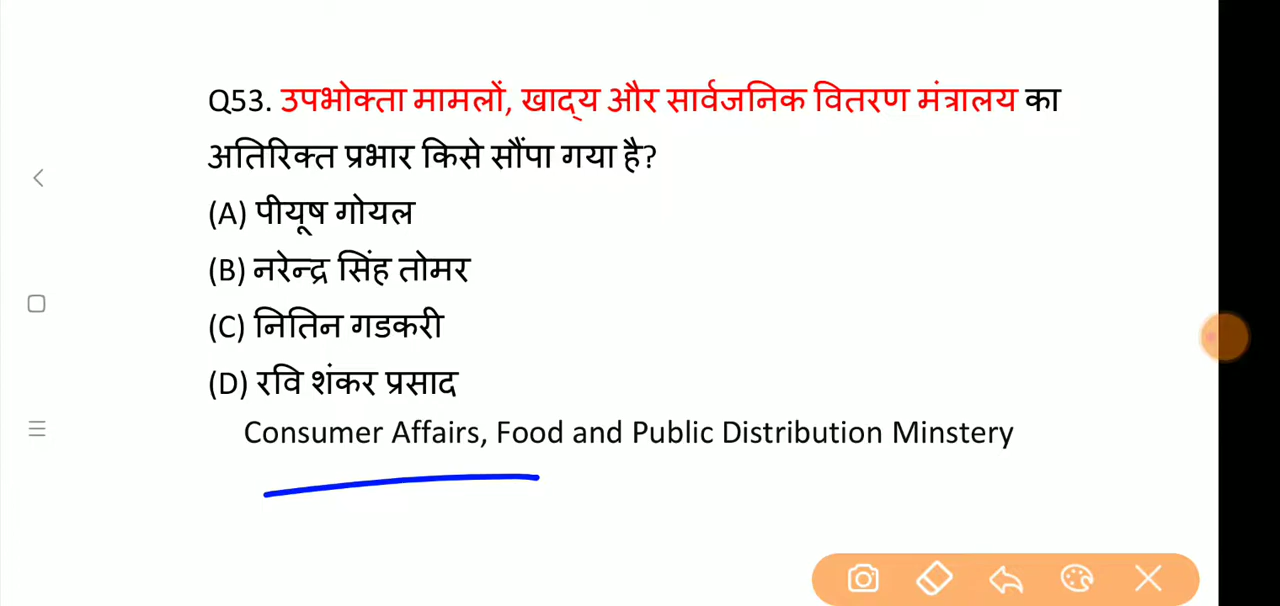 Q53. उपभोक्ता मामलों, खाद्य और सार्वजनिक वितरण मंत्रालय का
अतिरिक्त प्रभार किसे सौंपा गया है?
(A) पीयूष गोयल
(B) नरेन्द्र सिंह तोमर
(C) नितिन गडकरी
(D) रवि शंकर प्रसाद
Consumer Affairs, Food and Public Distribution Minstery